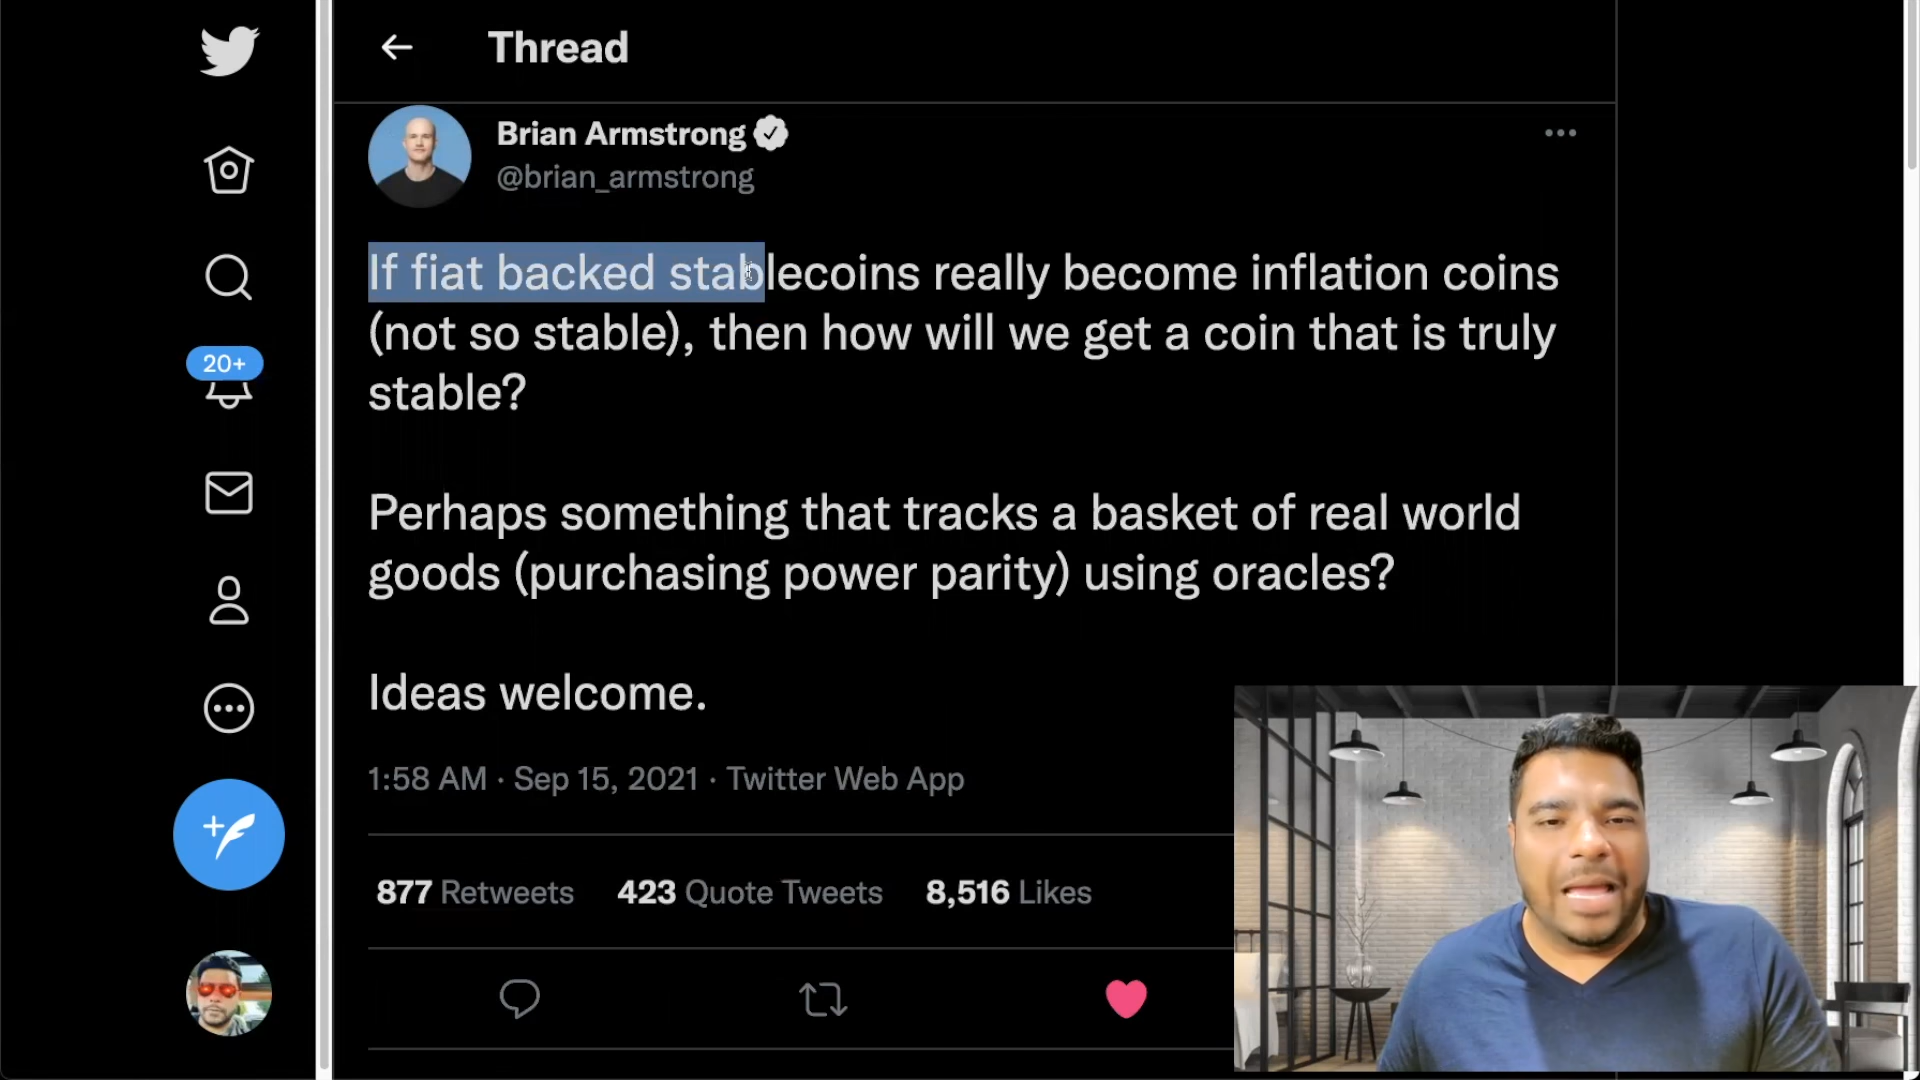 Thread
Brian Armstrong
@brian_armstrong
If fiat backed stablecoins really become inflation coins
(not so stable), then how will we get a coin that is truly
stable?
Perhaps something that tracks a basket of real world
goods (purchasing power parity) using oracles?
Ideas welcome.
1:58 AM · Sep 15, 2021 · Twitter Web App
877 Retweets 423 Quote Tweets 8,516 Likes
20+